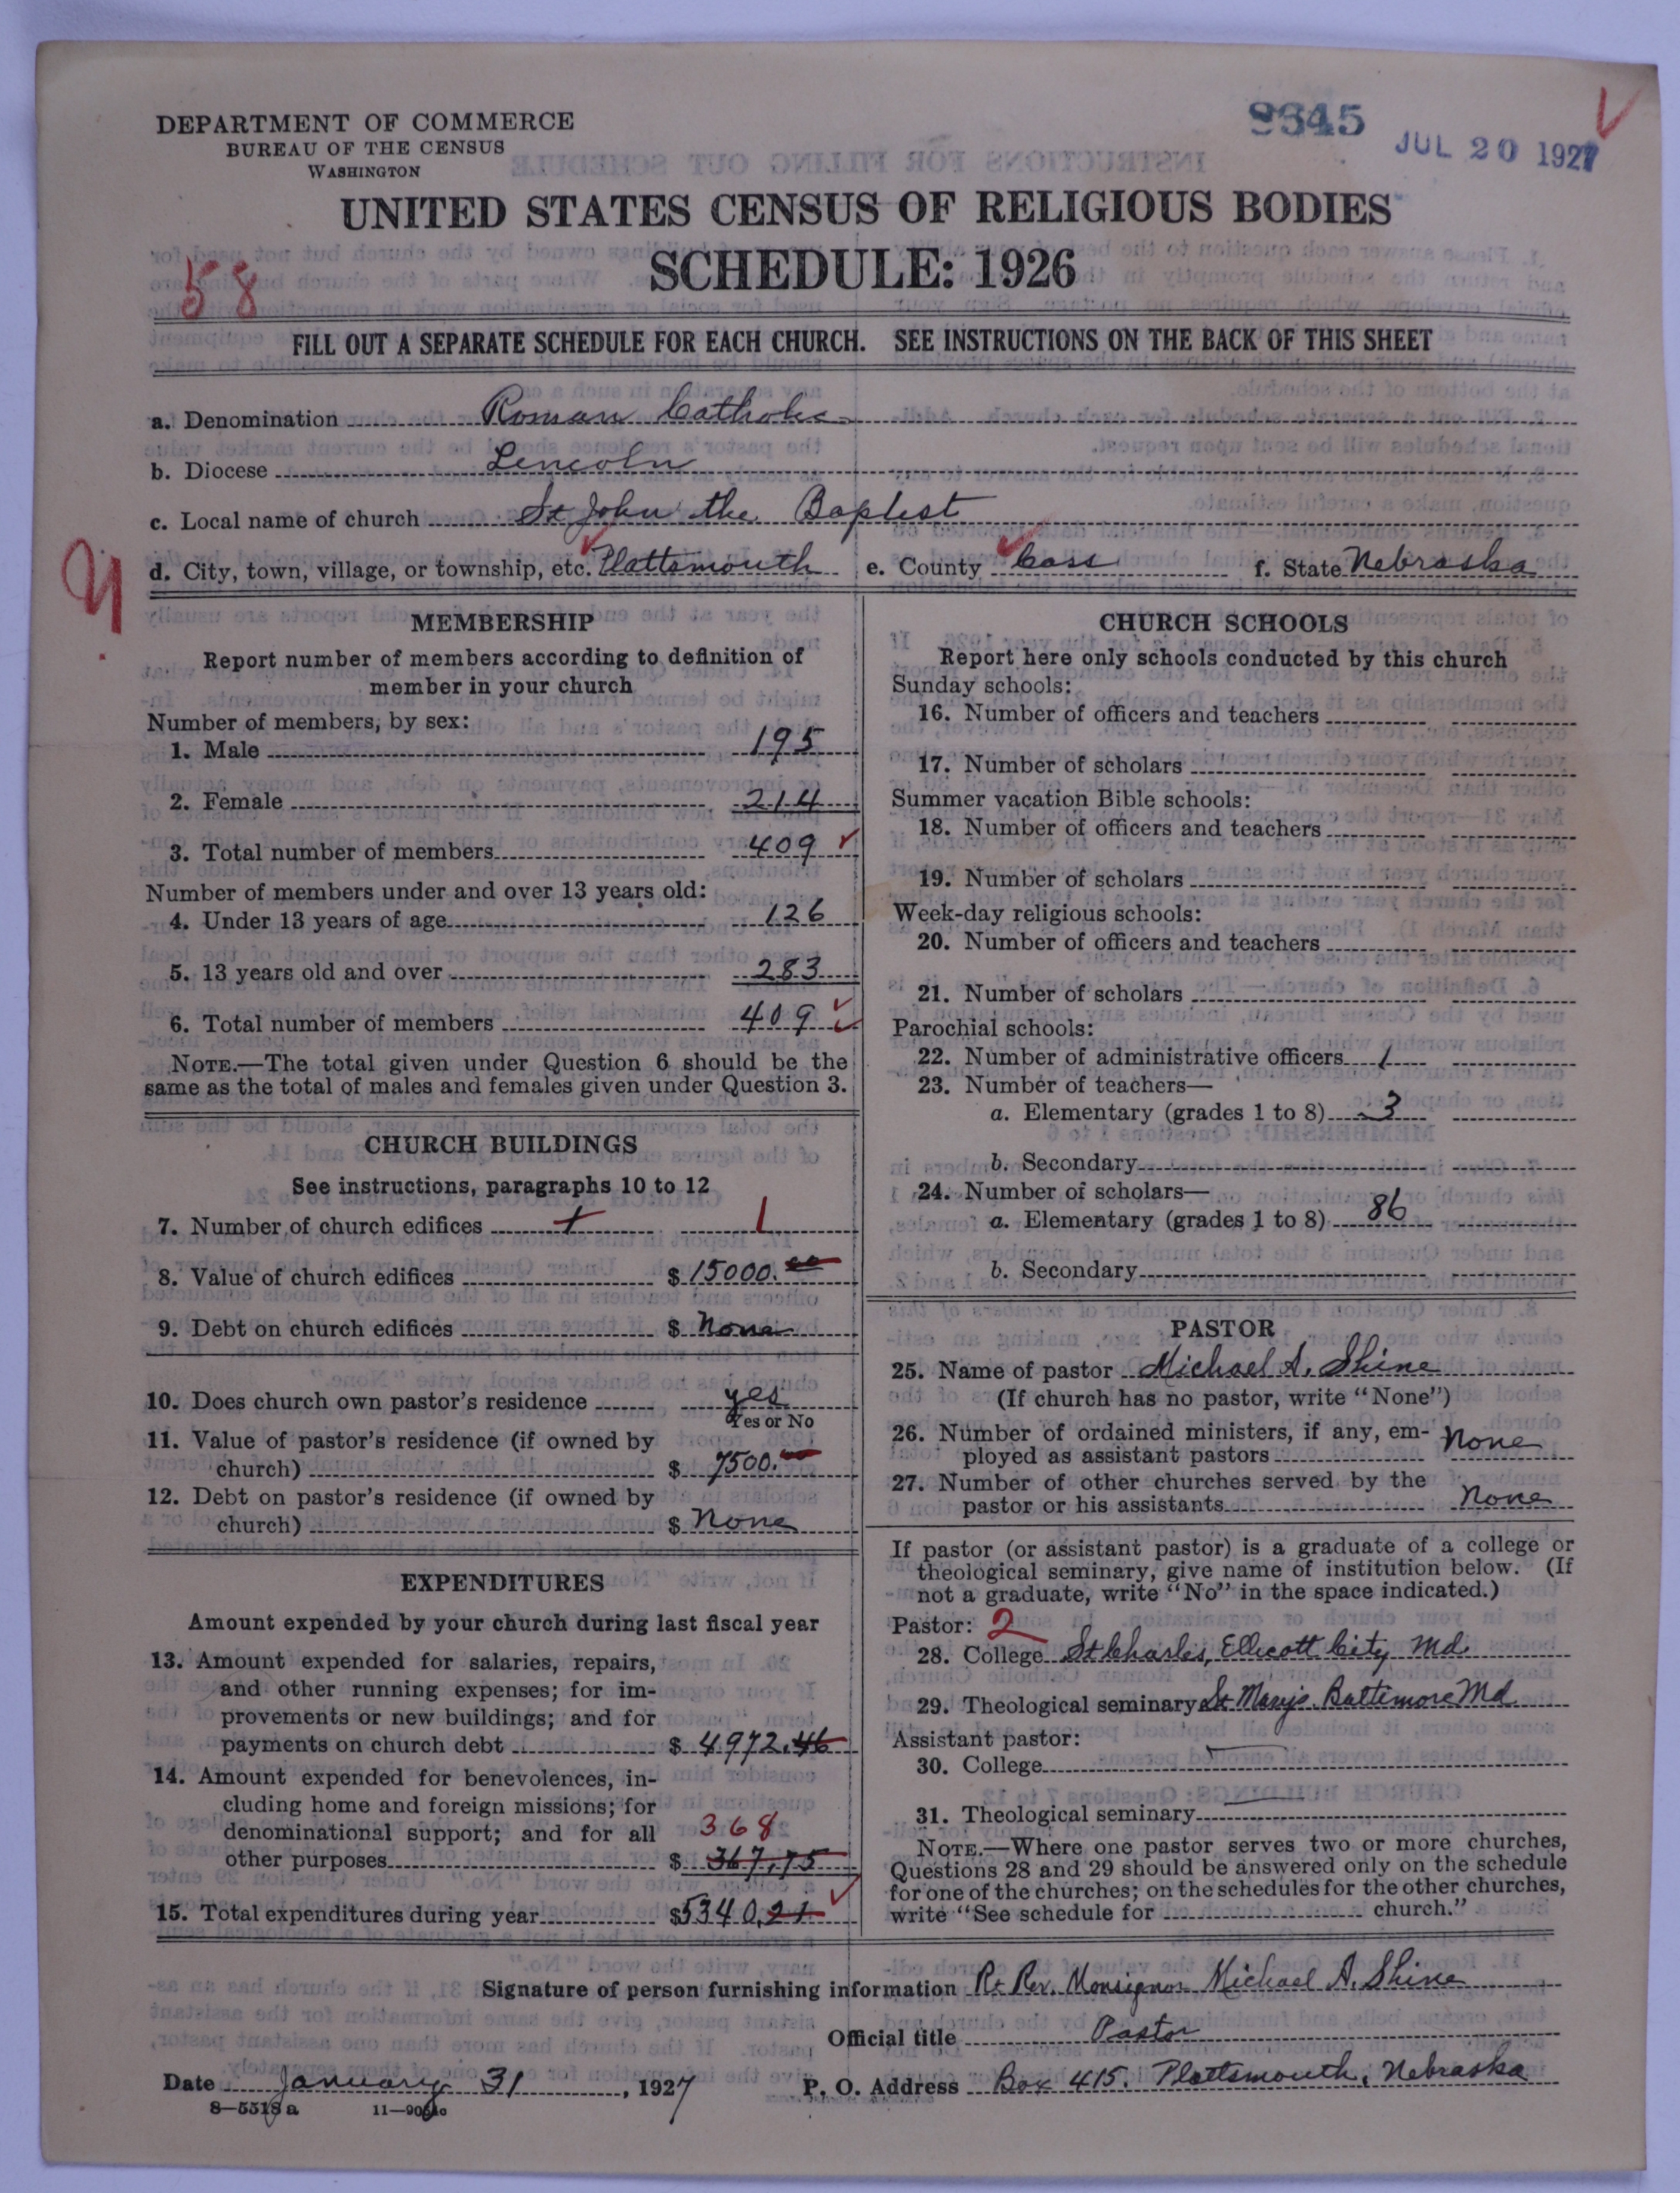 DEPARTMENT OF COMMERCE
BUREAU OF THE CENSUS
WASHINGTON
9345
JUL 20 1927
UNITED STATES CENSUS OF RELIGIOUS BODIES
SCHEDULE: 1926
58
FILL OUT A SEPARATE SCHEDULE FOR EACH CHURCH. SEE INSTRUCTIONS ON THE BACK OF THIS SHEET
a. Denomination Roman Catholic
b. Diocese Lincoln
c. Local name of church St John the Baptist
d. City, town, village, or township, etc. Plattsmouth e. County Cass f. State Nebraska
MEMBERSHIP
Report number of members according to definition of
member in your church
Number of members, by sex:
1. Male 195
2. Female 214
3. Total number of members 409
Number of members under and over 13 years old:
4. Under 13 years of age 126
5. 13 years old and over 283
6. Total number of members 409
NOTE.—The total given under Question 6 should be the
same as the total of males and females given under Question 3.
CHURCH BUILDINGS
See instructions, paragraphs 10 to 12
7. Number of church edifices 1 1
8. Value of church edifices $ 15000.00
9. Debt on church edifices $ None
10. Does church own pastor's residence yes
Yes or No
11. Value of pastor's residence (if owned by
church) $ 7500.00
12. Debt on pastor's residence (if owned by
church) $ None
EXPENDITURES
Amount expended by your church during last fiscal year
13. Amount expended for salaries, repairs,
and other running expenses; for im-
provements or new buildings; and for
payments on church debt $ 4972.46
14. Amount expended for benevolences, in-
cluding home and foreign missions; for
denominational support; and for all 368
other purposes $ 367.75
15. Total expenditures during year $5340.21
CHURCH SCHOOLS
Report here only schools conducted by this church
Sunday schools:
16. Number of officers and teachers
17. Number of scholars
Summer vacation Bible schools:
18. Number of officers and teachers
19. Number of scholars
Week-day religious schools:
20. Number of officers and teachers
21. Number of scholars
Parochial schools:
22. Number of administrative officers 1
23. Number of teachers—
a. Elementary (grades 1 to 8) 3
b. Secondary
24. Number of scholars—
a. Elementary (grades 1 to 8) 86
b. Secondary
PASTOR
25. Name of pastor Michael A. Shine
(If church has no pastor, write "None")
26. Number of ordained ministers, if any, em-
ployed as assistant pastors None
27. Number of other churches served by the
pastor or his assistants None
If pastor (or assistant pastor) is a graduate of a college or
theological seminary, give name of institution below. (If
not a graduate, write "No" in the space indicated.)
Pastor: 2
28. College St Charles, Ellicott City Md.
29. Theological seminary St Mary's Baltimore Md.
Assistant pastor:
30. College
31. Theological seminary
NOTE.—Where one pastor serves two or more churches,
Questions 28 and 29 should be answered only on the schedule
for one of the churches; on the schedules for the other churches,
write "See schedule for church."
Signature of person furnishing information Rt Rev. Monsignor Michael A. Shine
Official title Pastor
Date January 31, 1927 P. O. Address Box 415, Plattsmouth, Nebraska
8—5518 a